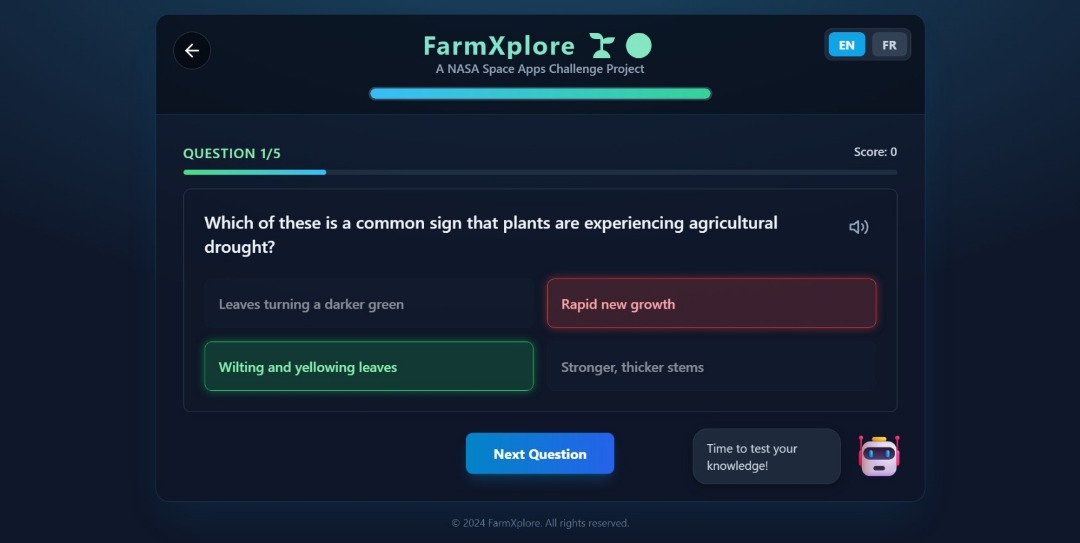 FarmXplore
EN
FR
A NASA Space Apps Challenge Project
QUESTION 1/5
Score: 0
Which of these is a common sign that plants are experiencing agricultural
drought?
Leaves turning a darker green
Rapid new growth
Wilting and yellowing leaves
Stronger, thicker stems
Next Question
Time to test your
knowledge!
© 2024 FarmXplore. All rights reserved.